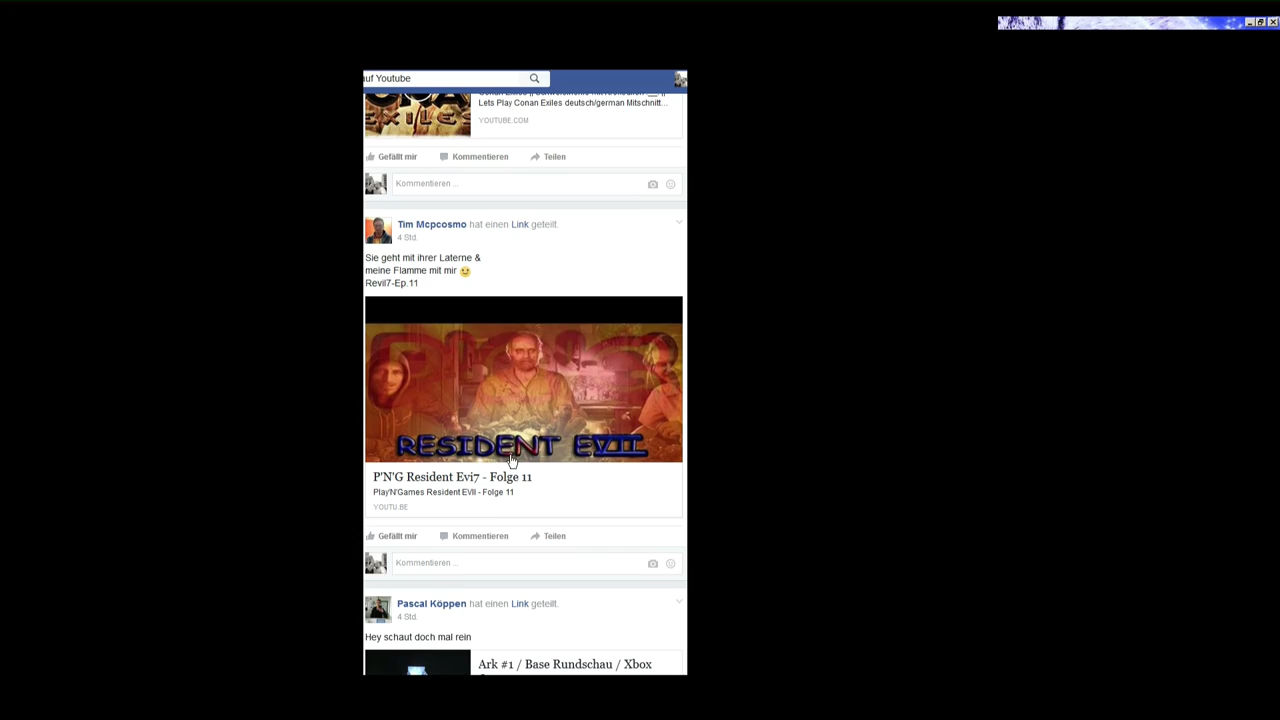 uf Youtube
EXILES
Lets Play Conan Exiles deutsch/german Mitschnitt...
YOUTUBE.COM
Gefällt mir Kommentieren Teilen
Kommentieren ...
Tim Mcpcosmo hat einen Link geteilt.
4 Std.
Sie geht mit ihrer Laterne &
meine Flamme mit mir
Revil7-Ep.11
RESIDENT EVII
P'N'G Resident Evi7 - Folge 11
Play'N'Games Resident EVII - Folge 11
YOUTU.BE
Gefällt mir Kommentieren Teilen
Kommentieren ...
Pascal Köppen hat einen Link geteilt.
4 Std.
Hey schaut doch mal rein
Ark #1 / Base Rundschau / Xbox